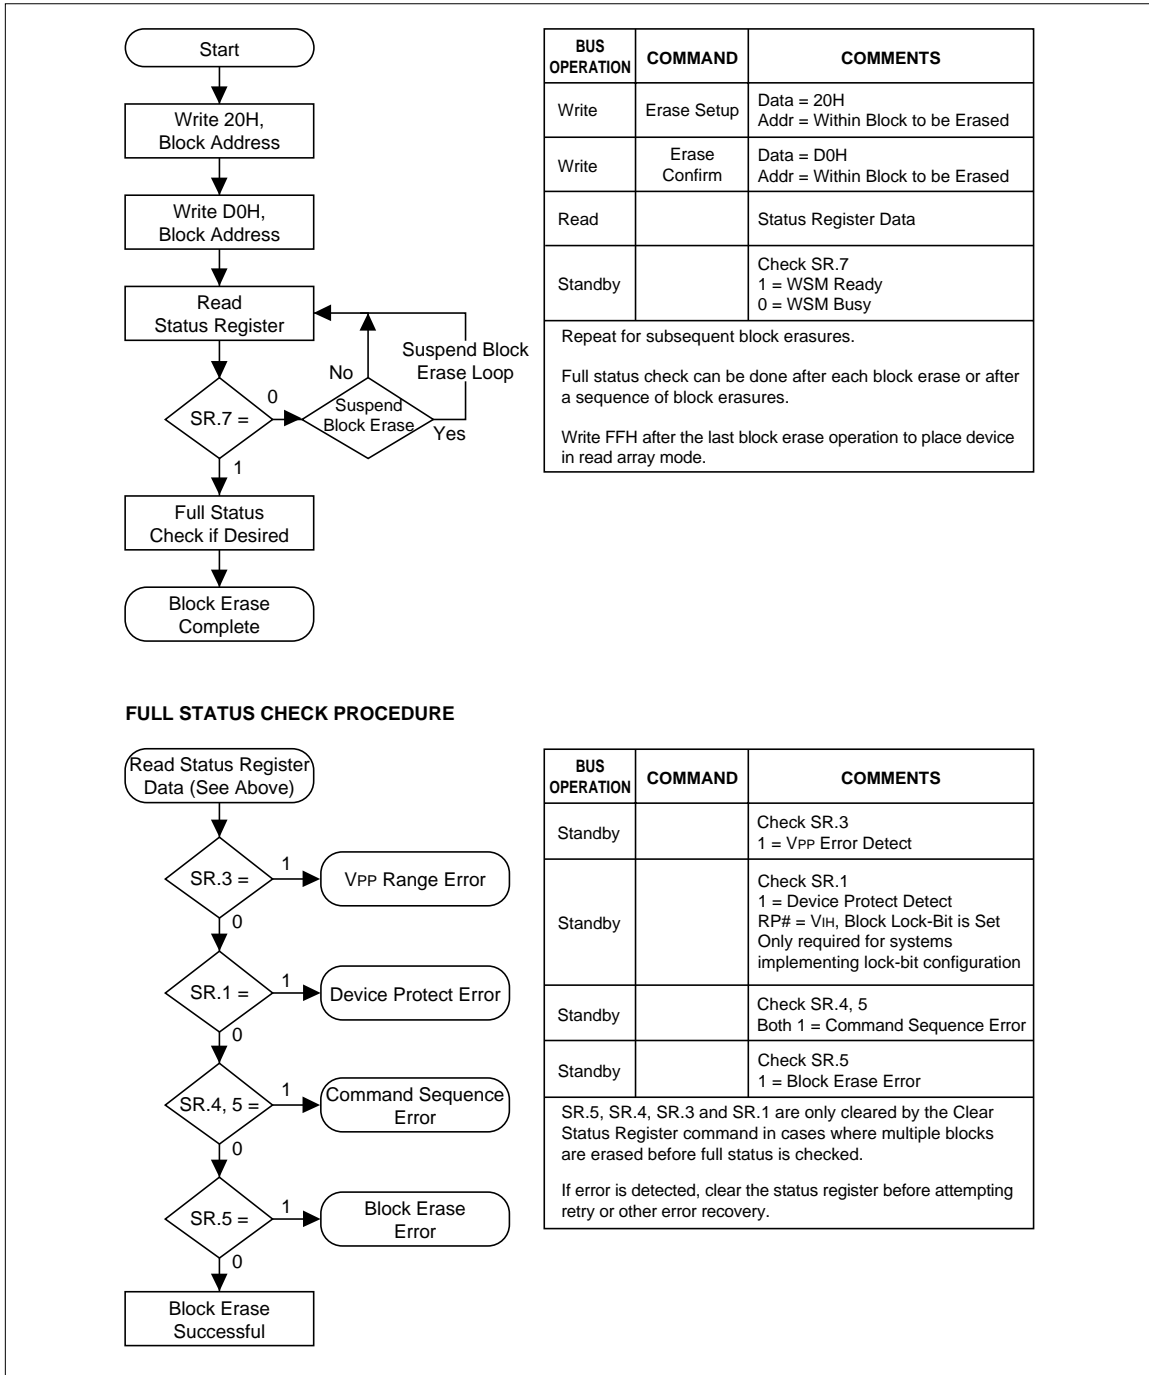 Start
Write 20H,
Block Address
Write D0H,
Block Address
Read
Status Register
SR.7 =
0
1
No
Suspend
Block Erase
Yes
Suspend Block
Erase Loop
Full Status
Check if Desired
Block Erase
Complete
BUS
OPERATION
COMMAND
COMMENTS
Write
Erase Setup
Data = 20H
Addr = Within Block to be Erased
Write
Erase
Confirm
Data = D0H
Addr = Within Block to be Erased
Read
Status Register Data
Standby
Check SR.7
1 = WSM Ready
0 = WSM Busy
Repeat for subsequent block erasures.
Full status check can be done after each block erase or after
a sequence of block erasures.
Write FFH after the last block erase operation to place device
in read array mode.
FULL STATUS CHECK PROCEDURE
Read Status Register
Data (See Above)
SR.3 =
1
VPP Range Error
0
SR.1 =
1
Device Protect Error
0
SR.4, 5 =
1
Command Sequence
Error
0
SR.5 =
1
Block Erase
Error
0
Block Erase
Successful
BUS
OPERATION
COMMAND
COMMENTS
Standby
Check SR.3
1 = VPP Error Detect
Standby
Check SR.1
1 = Device Protect Detect
RP# = VIH, Block Lock-Bit is Set
Only required for systems
implementing lock-bit configuration
Standby
Check SR.4, 5
Both 1 = Command Sequence Error
Standby
Check SR.5
1 = Block Erase Error
SR.5, SR.4, SR.3 and SR.1 are only cleared by the Clear
Status Register command in cases where multiple blocks
are erased before full status is checked.
If error is detected, clear the status register before attempting
retry or other error recovery.